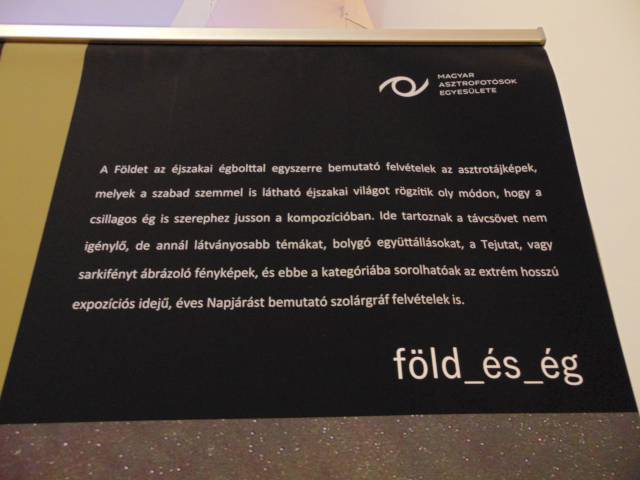 MAGYAR
ASZTROFOTÓSOK
EGYESÜLETE
A Földet az éjszakai égbolttal egyszerre bemutató felvételek az asztrotájképek,
melyek a szabad szemmel is látható éjszakai világot rögzítik oly módon, hogy a
csillagos ég is szerephez jusson a kompozícióban. Ide tartoznak a távcsövet nem
igénylő, de annál látványosabb témákat, bolygó együttállásokat, a Tejutat, vagy
sarkifényt ábrázoló fényképek, és ebbe a kategóriába sorolhatóak az extrém hosszú
expozíciós idejű, éves Napjárást bemutató szolárgráf felvételek is.
föld_és_ég